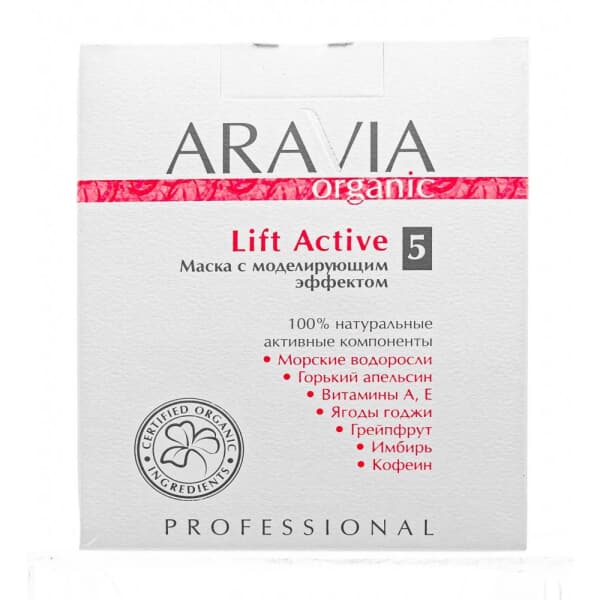 ARAVIA
organic
Lift Active 5
Маска с моделирующим
эффектом
100% натуральные
активные компоненты
• Морские водоросли
• Горький апельсин
• Витамины А, Е
• Ягоды годжи
• Грейпфрут
• Имбирь
• Кофеин
CERTIFIED ORGANIC
• INGREDIENTS •
PROFESSIONAL